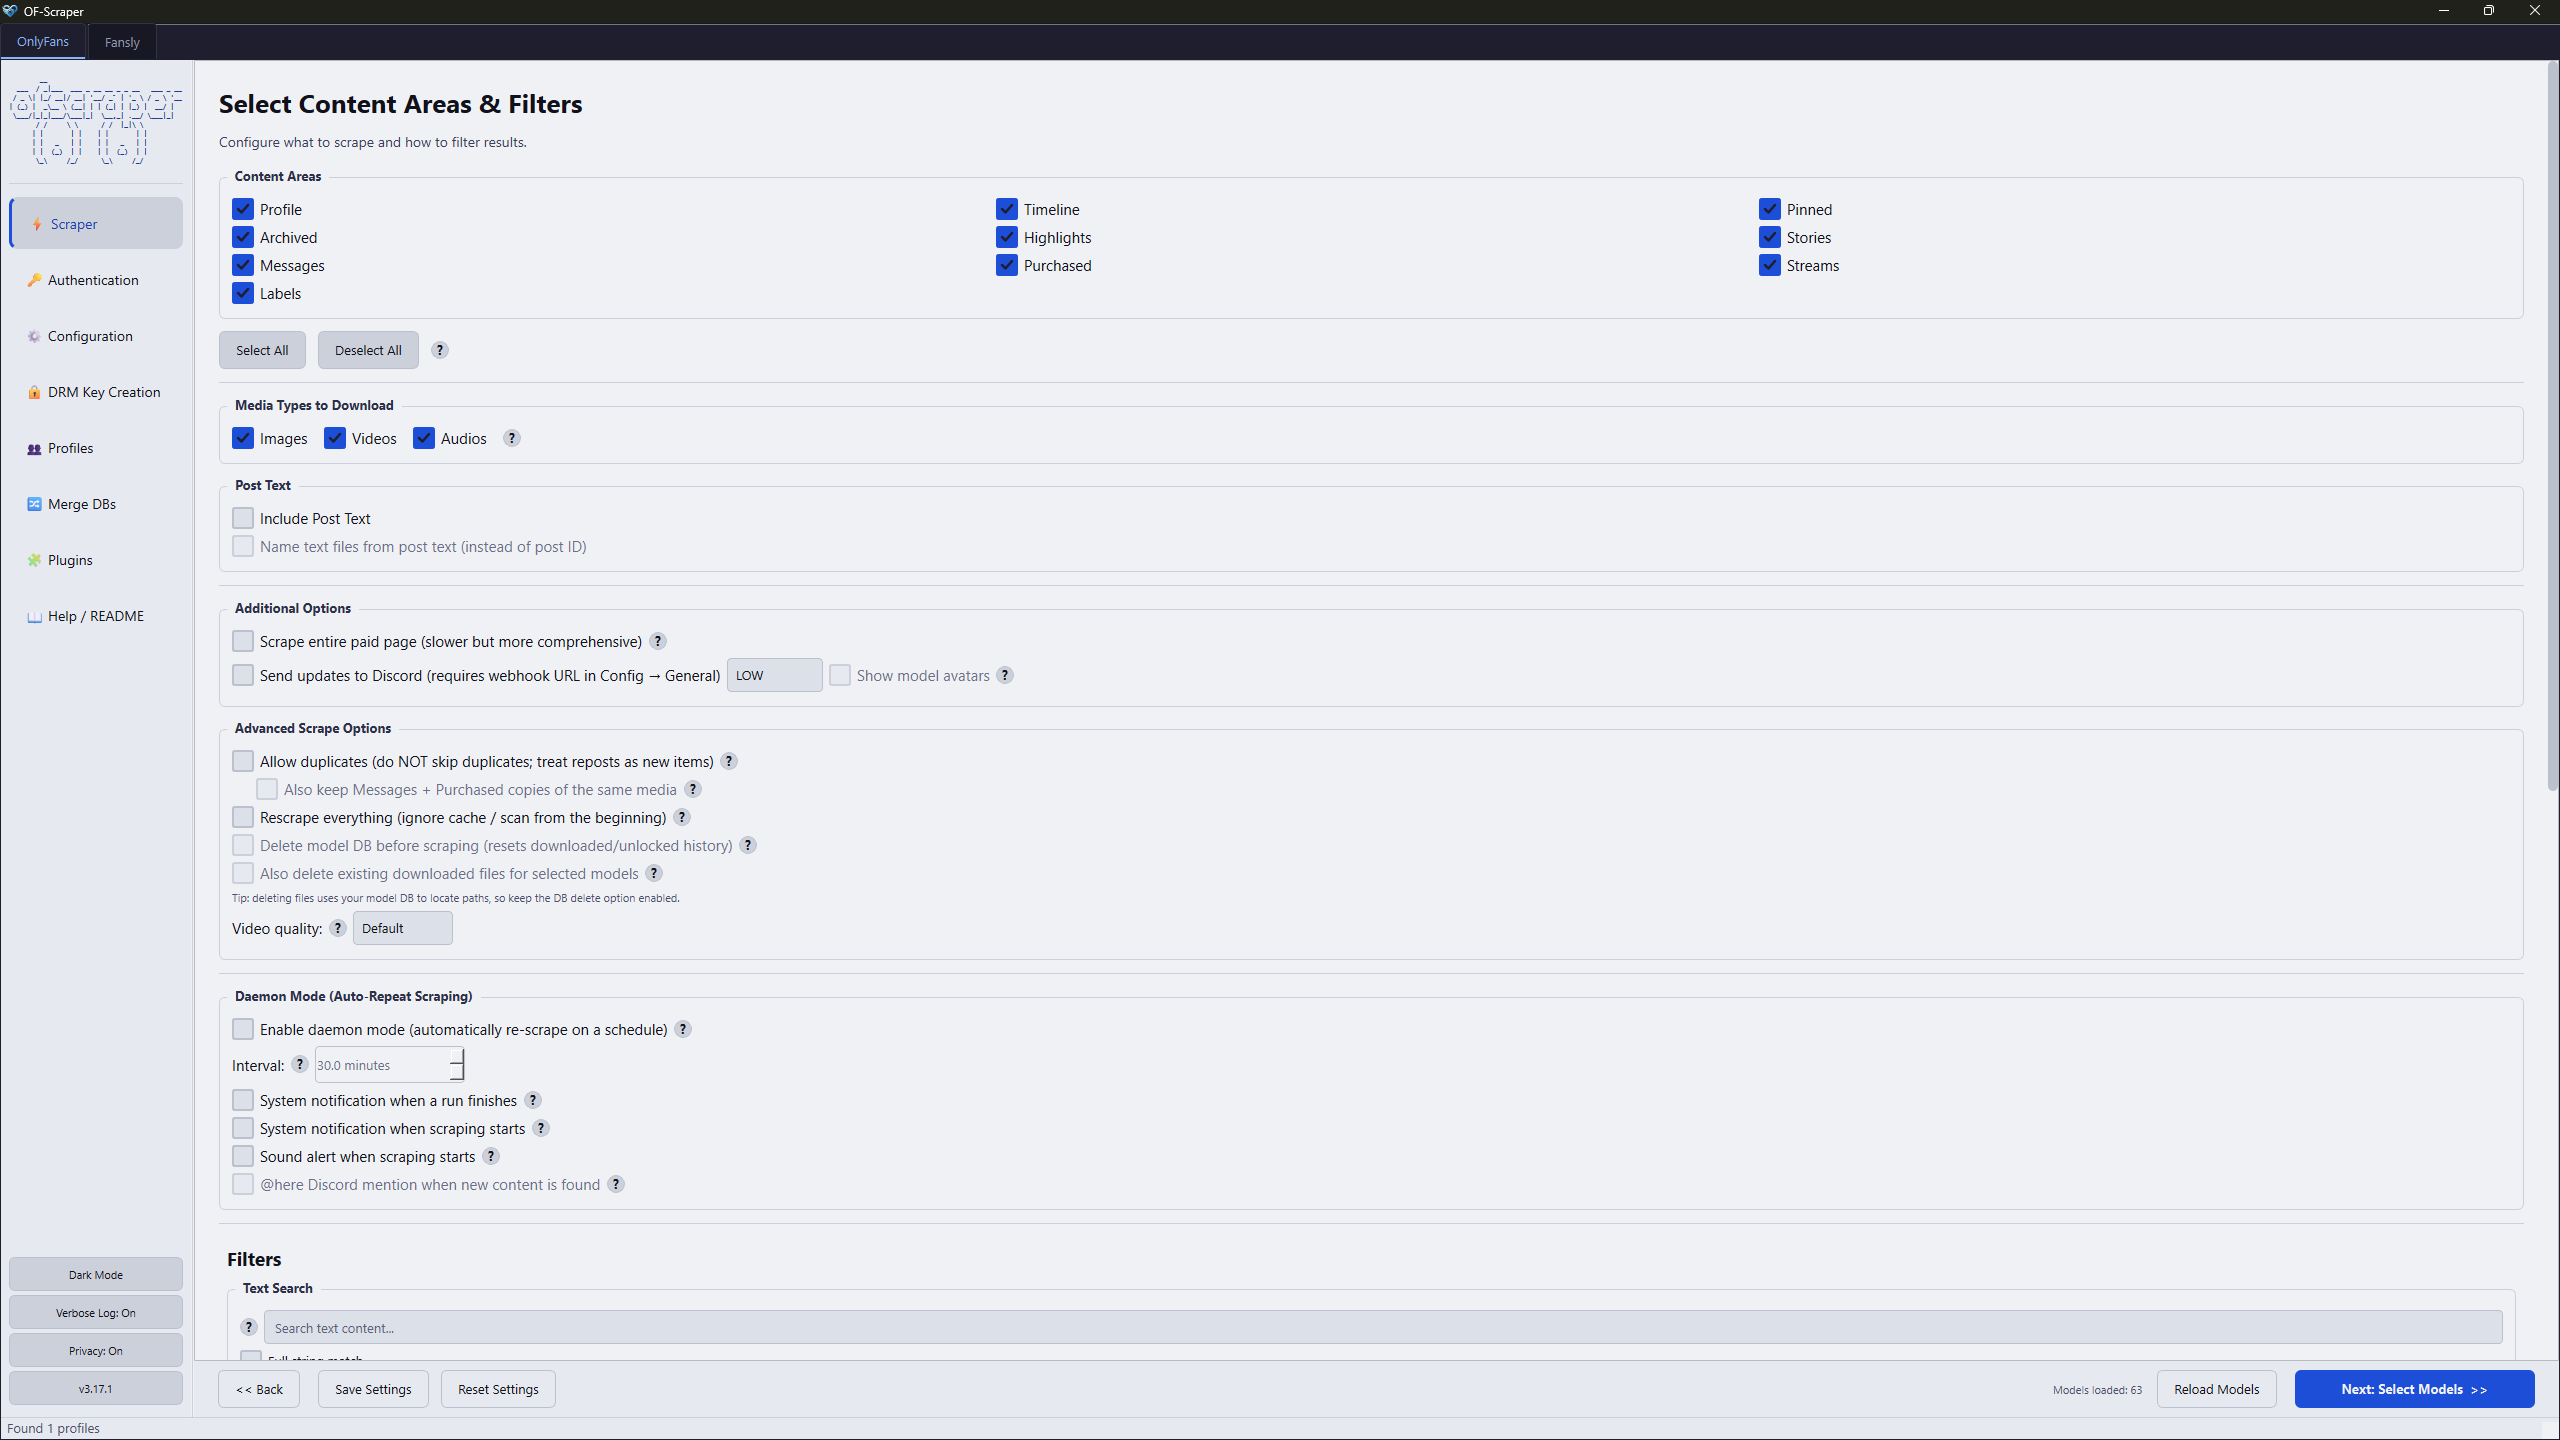 OF-Scraper
OnlyFans
Fansly
Scraper
Authentication
Configuration
DRM Key Creation
Profiles
Merge DBs
Plugins
Help / README
Dark Mode
Verbose Log: On
Privacy: On
v3.17.1
Select Content Areas & Filters
Configure what to scrape and how to filter results.
Content Areas
Profile
Timeline
Pinned
Archived
Highlights
Stories
Messages
Purchased
Streams
Labels
Select All
Deselect All
?
Media Types to Download
Images
Videos
Audios
?
Post Text
Include Post Text
Name text files from post text (instead of post ID)
Additional Options
Scrape entire paid page (slower but more comprehensive) ?
Send updates to Discord (requires webhook URL in Config → General) LOW Show model avatars ?
Advanced Scrape Options
Allow duplicates (do NOT skip duplicates; treat reposts as new items) ?
Also keep Messages + Purchased copies of the same media ?
Rescrape everything (ignore cache / scan from the beginning) ?
Delete model DB before scraping (resets downloaded/unlocked history) ?
Also delete existing downloaded files for selected models ?
Tip: deleting files uses your model DB to locate paths, so keep the DB delete option enabled.
Video quality: ? Default
Daemon Mode (Auto-Repeat Scraping)
Enable daemon mode (automatically re-scrape on a schedule) ?
Interval: ? 30.0 minutes
System notification when a run finishes ?
System notification when scraping starts ?
Sound alert when scraping starts ?
@here Discord mention when new content is found ?
Filters
Text Search
? Search text content...
Full string match
<< Back
Save Settings
Reset Settings
Models loaded: 63
Reload Models
Next: Select Models >>
Found 1 profiles